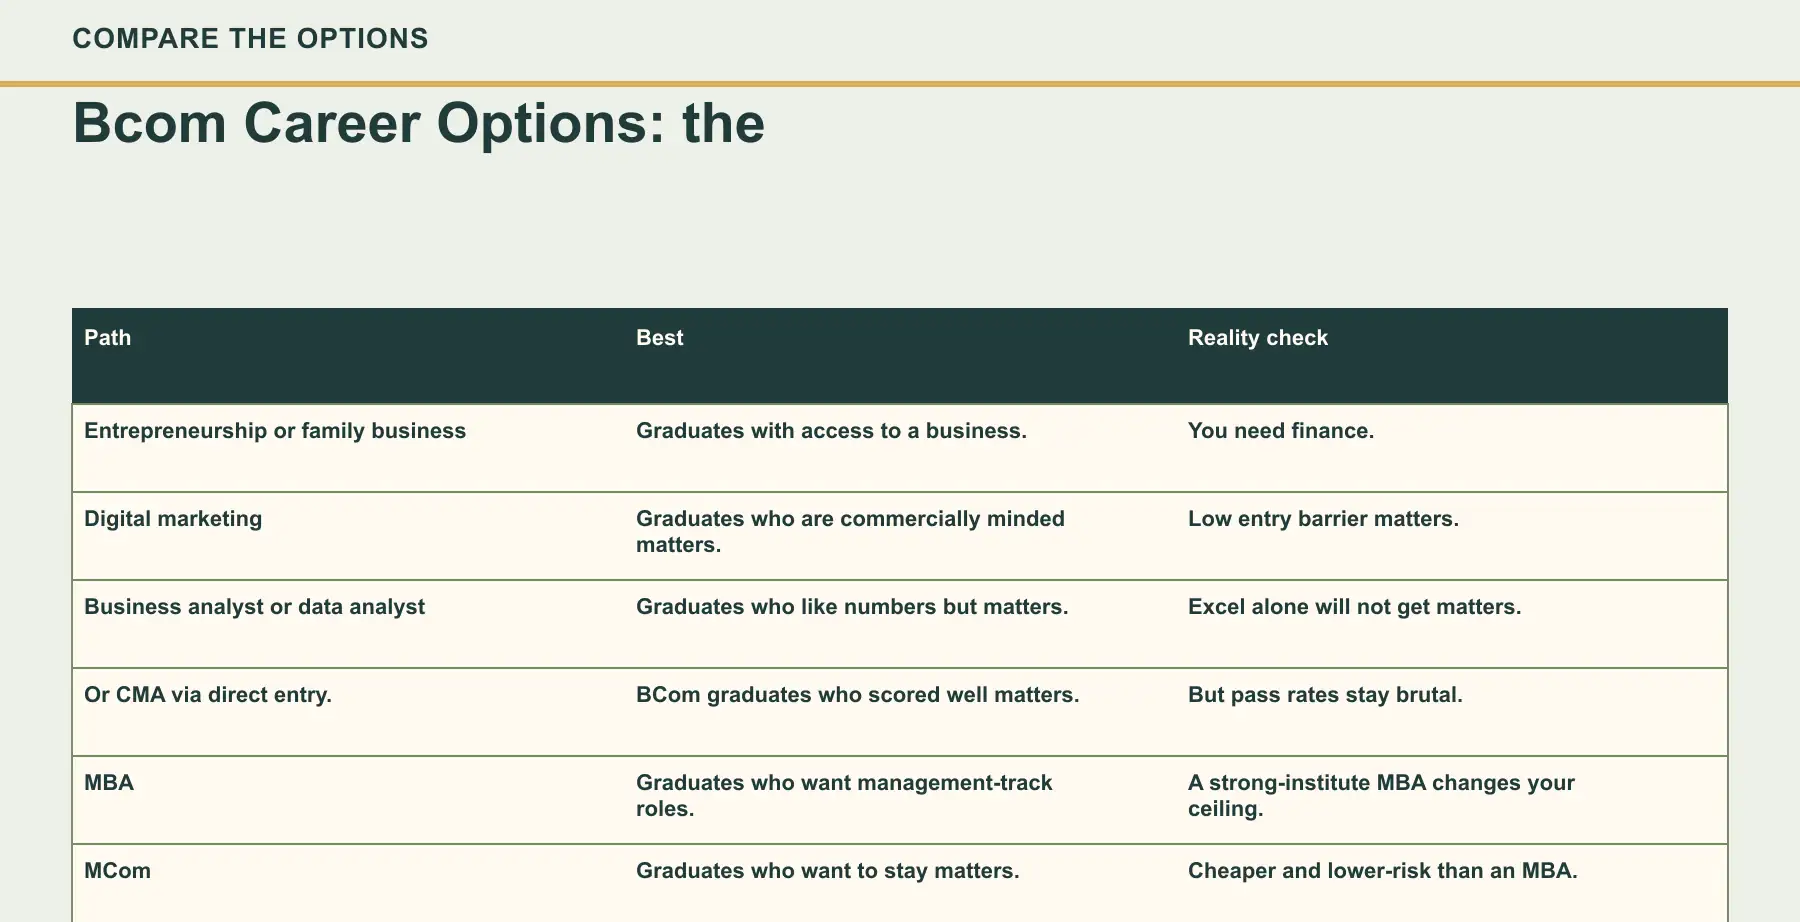 COMPARE THE OPTIONS
Bcom Career Options: the
Path Best Reality check
Entrepreneurship or family business Graduates with access to a business. You need finance.
Digital marketing Graduates who are commercially minded Low entry barrier matters.
matters.
Business analyst or data analyst Graduates who like numbers but matters. Excel alone will not get matters.
Or CMA via direct entry. BCom graduates who scored well matters. But pass rates stay brutal.
MBA Graduates who want management-track A strong-institute MBA changes your
roles. ceiling.
MCom Graduates who want to stay matters. Cheaper and lower-risk than an MBA.